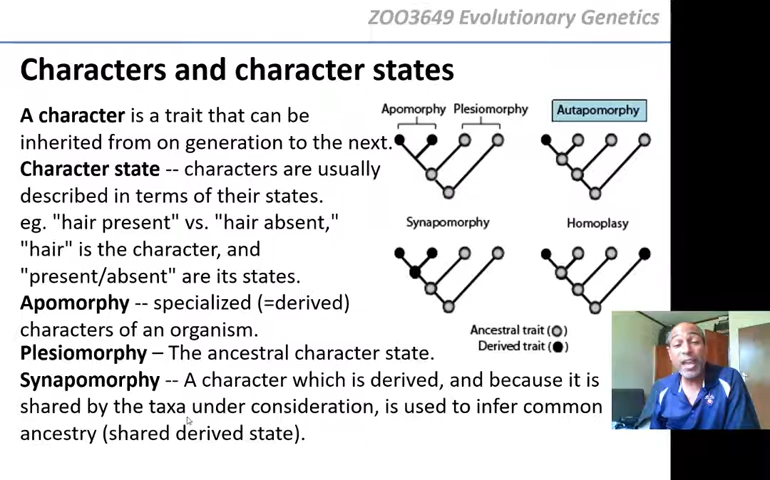 ZOO3649 Evolutionary Genetics
Characters and character states
A character is a trait that can be
inherited from on generation to the next.
Character state -- characters are usually
described in terms of their states.
eg. "hair present" vs. "hair absent,"
"hair" is the character, and
"present/absent" are its states.
Apomorphy -- specialized (=derived)
characters of an organism.
Plesiomorphy – The ancestral character state.
Synapomorphy -- A character which is derived, and because it is
shared by the taxa under consideration, is used to infer common
ancestry (shared derived state).
Apomorphy Plesiomorphy
Autapomorphy
Synapomorphy
Homoplasy
Ancestral trait ( )
Derived trait ( )